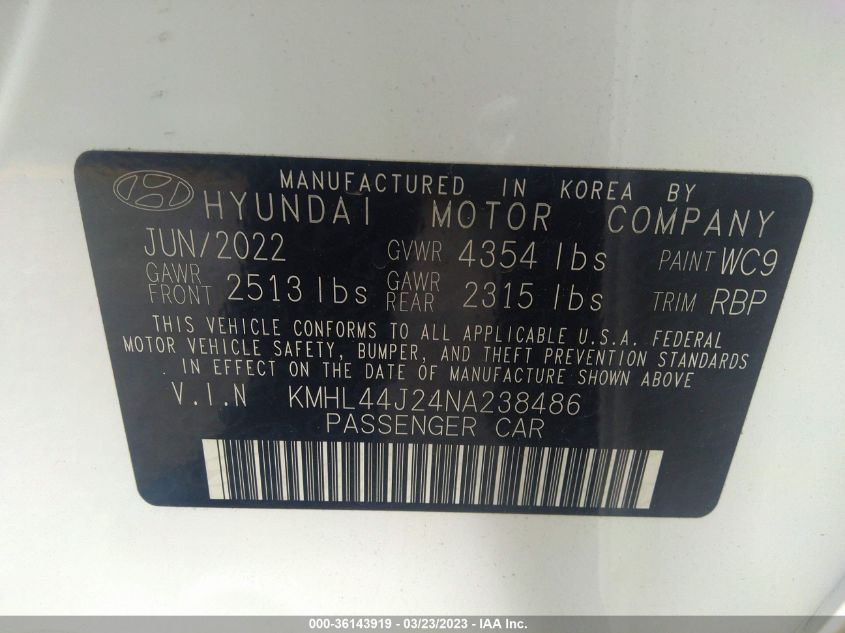 MANUFACTURED IN KOREA BY
HYUNDAI MOTOR COMPANY
JUN/2022 GVWR 4354 lbs PAINT WC9
GAWR FRONT 2513 lbs GAWR REAR 2315 lbs TRIM RBP
THIS VEHICLE CONFORMS TO ALL APPLICABLE U.S.A. FEDERAL
MOTOR VEHICLE SAFETY, BUMPER, AND THEFT PREVENTION STANDARDS
IN EFFECT ON THE DATE OF MANUFACTURE SHOWN ABOVE
V.I.N KMHL44J24NA238486
PASSENGER CAR
000-36143919 - 03/23/2023 - IAAI.com